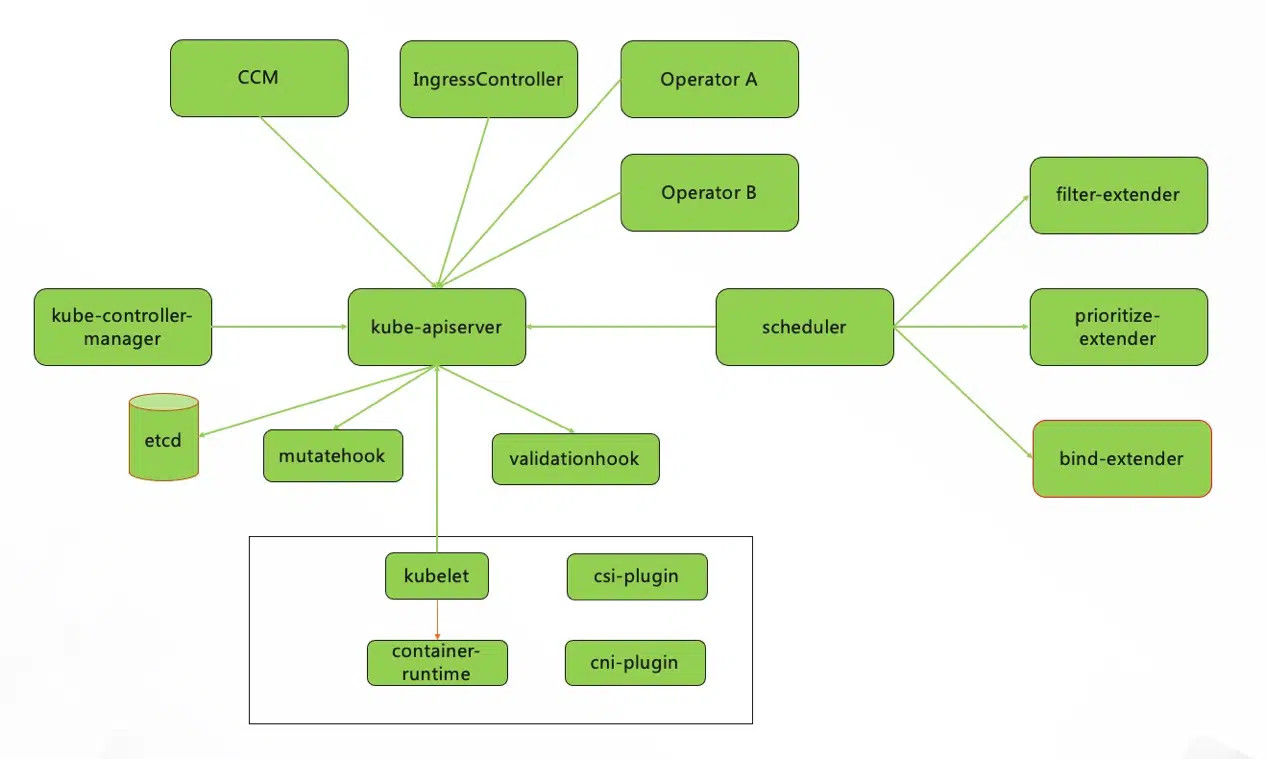 CCM
IngressController
Operator A
Operator B
filter-extender
kube-controller-
manager
kube-apiserver
scheduler
prioritize-
extender
etcd
mutatehook
validationhook
bind-extender
kubelet
csi-plugin
container-
runtime
cni-plugin